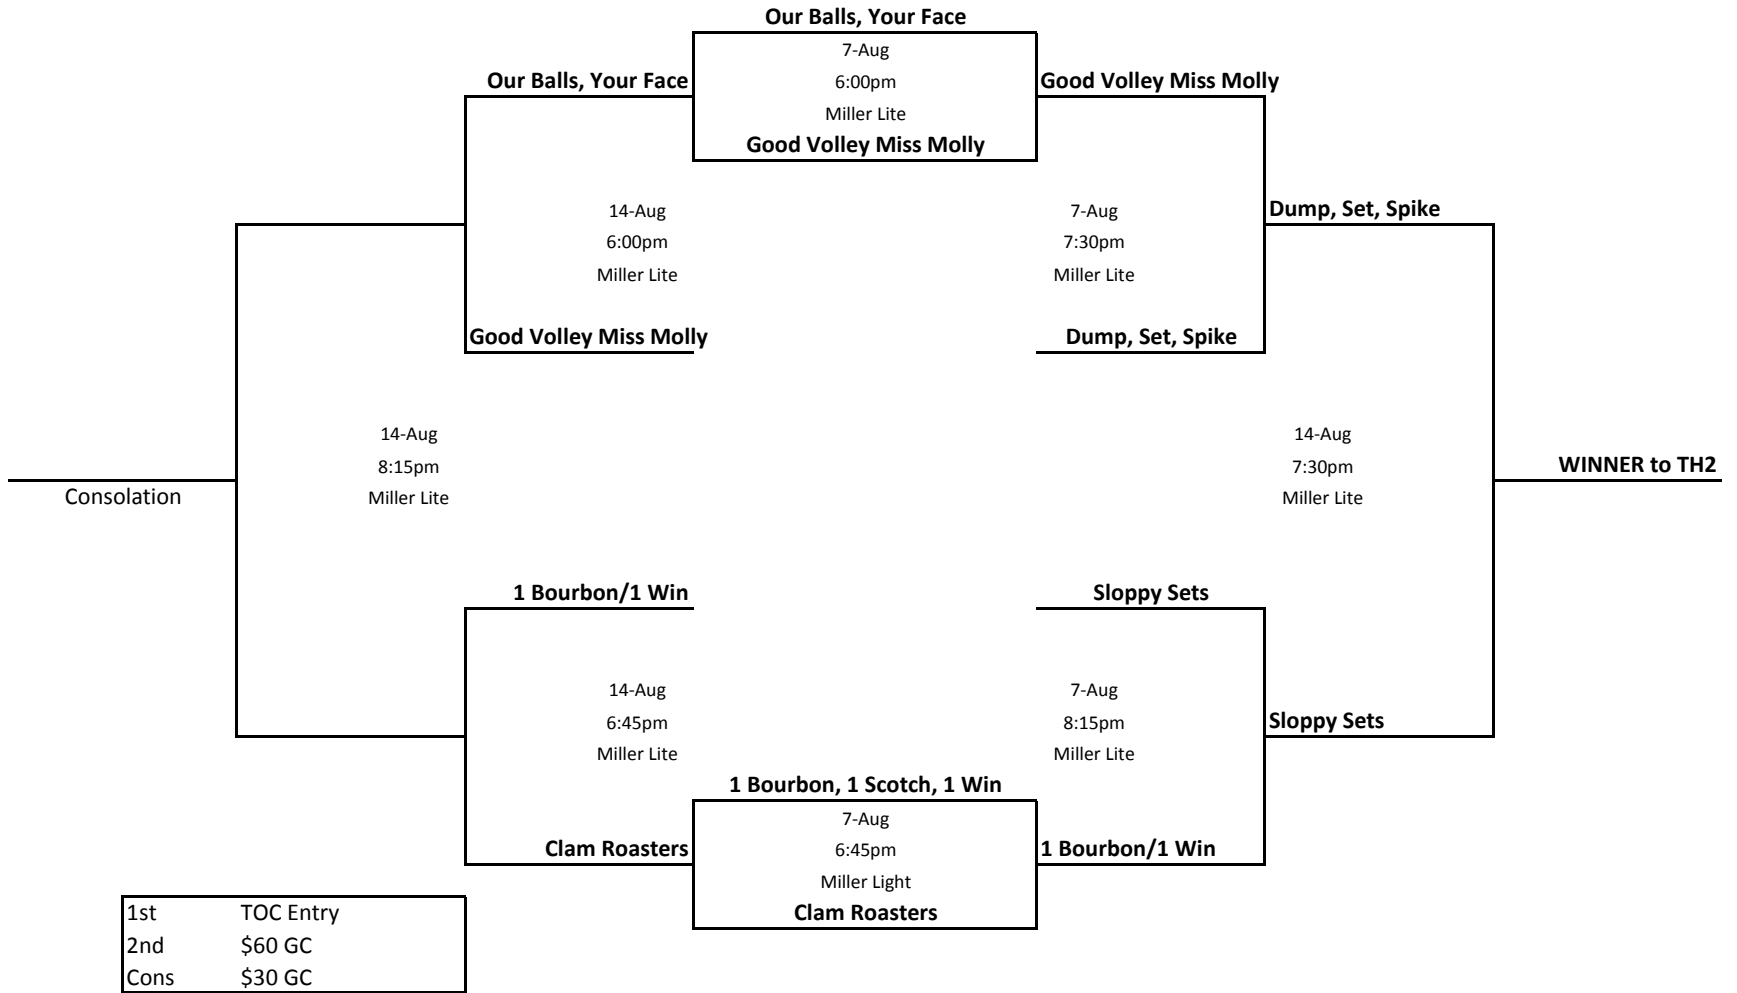 Our Balls, Your Face
7-Aug
Our Balls, Your Face 6:00pm Good Volley Miss Molly
Miller Lite
Good Volley Miss Molly
14-Aug 7-Aug Dump, Set, Spike
6:00pm 7:30pm
Miller Lite Miller Lite
Good Volley Miss Molly Dump, Set, Spike
14-Aug 14-Aug
8:15pm 7:30pm WINNER to TH2
Consolation Miller Lite Miller Lite
1 Bourbon/1 Win Sloppy Sets
14-Aug 7-Aug
6:45pm 8:15pm Sloppy Sets
Miller Lite Miller Lite
1 Bourbon, 1 Scotch, 1 Win
7-Aug
Clam Roasters 6:45pm 1 Bourbon/1 Win
Miller Light
1st TOC Entry Clam Roasters
2nd $60 GC
Cons $30 GC